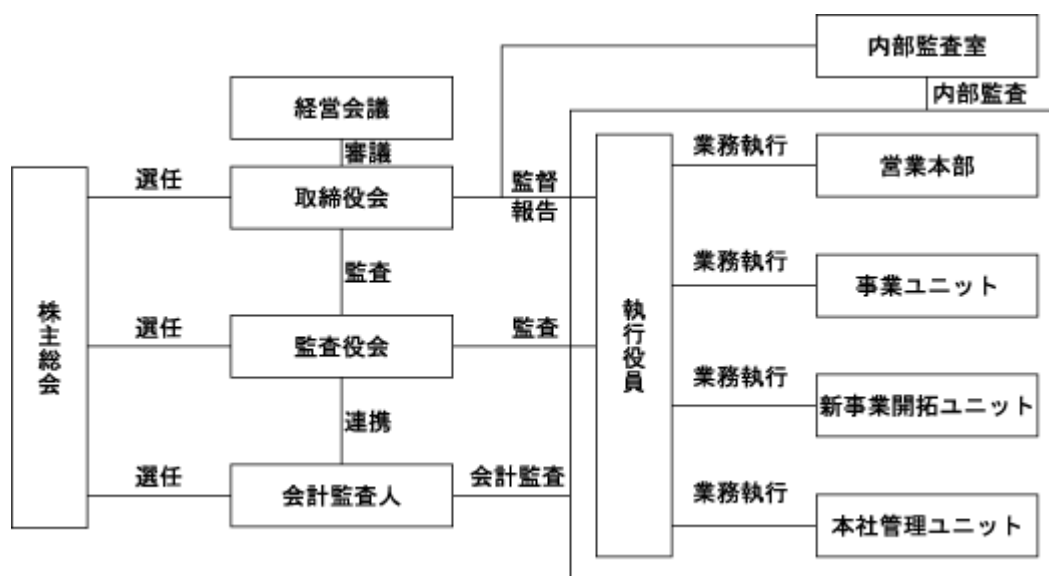 内部監査室
内部監査
経営会議
審議
業務執行
営業本部
選任
取締役会
監督
報告
監査
業務執行
事業ユニット
株主総会
選任
監査役会
監査
執行役員
業務執行
新事業開拓ユニット
連携
選任
会計監査人
会計監査
業務執行
本社管理ユニット